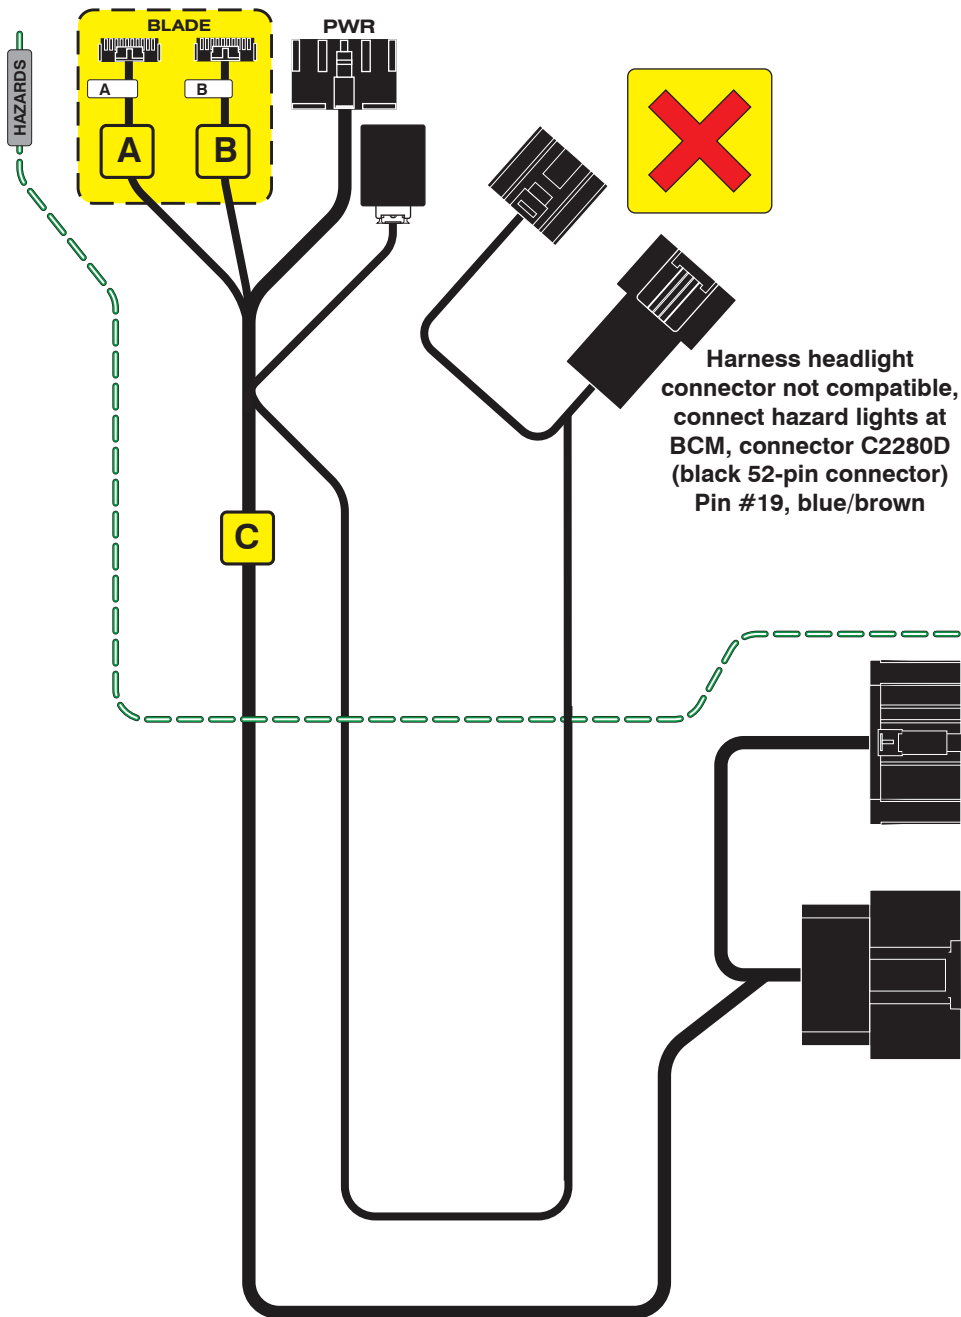 BLADE
PWR
HAZARDS
A
B
A
B
Harness headlight
connector not compatible,
connect hazard lights at
BCM, connector C2280D
(black 52-pin connector)
Pin #19, blue/brown
C